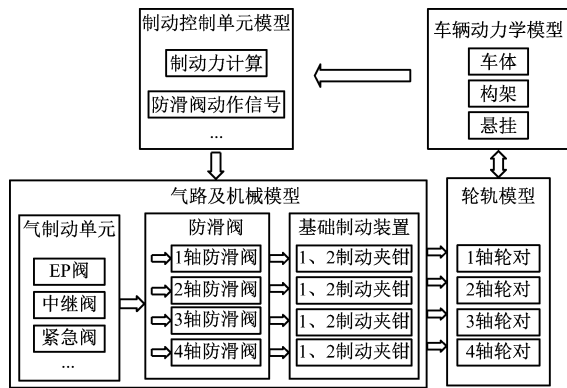 制动控制单元模型
制动力计算
防滑阀动作信号
...
车辆动力学模型
车体
构架
悬挂
气路及机械模型
气制动单元
EP阀
中继阀
紧急阀
...
防滑阀
1轴防滑阀
2轴防滑阀
3轴防滑阀
4轴防滑阀
基础制动装置
1、2制动夹钳
1、2制动夹钳
1、2制动夹钳
1、2制动夹钳
轮轨模型
1轴轮对
2轴轮对
3轴轮对
4轴轮对